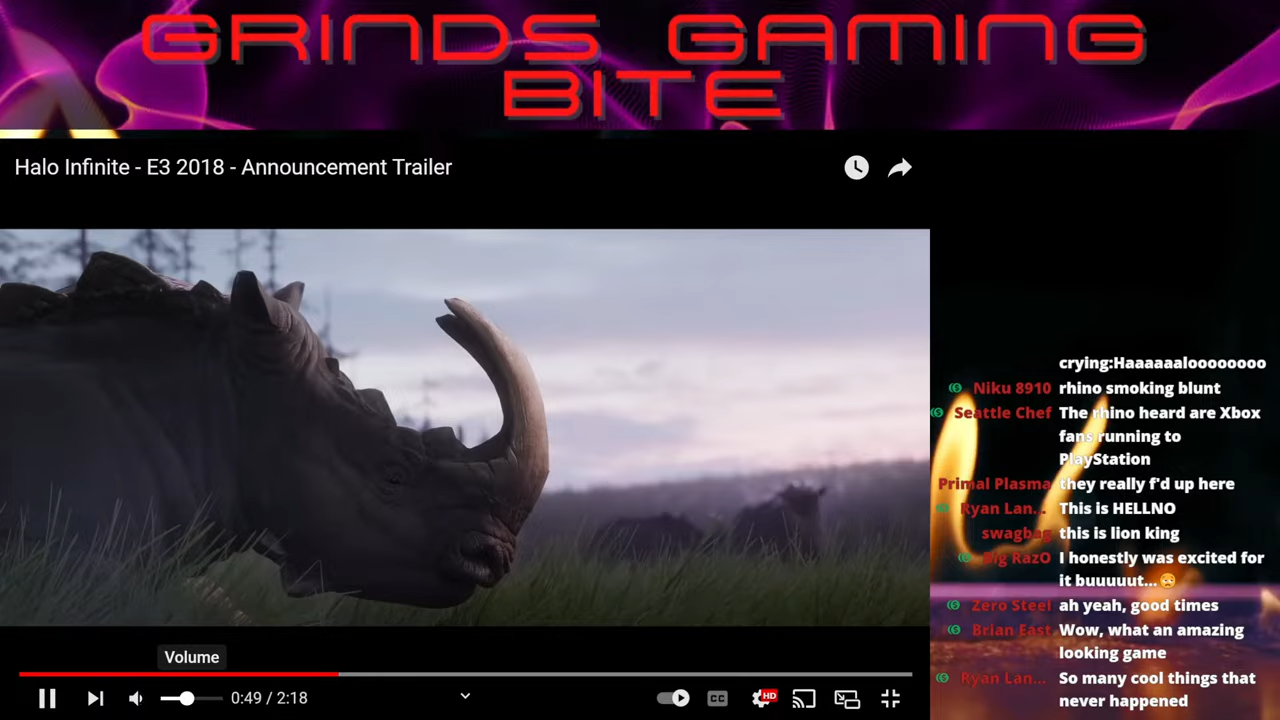 GRINDS GAMING
BITE
Halo Infinite - E3 2018 - Announcement Trailer
crying:Haaaaaaloooooooo
Niku 8910 rhino smoking blunt
Seattle Chef The rhino heard are Xbox
fans running to
PlayStation
Primal Plasma they really f'd up here
Ryan Lan... This is HELLNO
swagbag this is lion king
Big RazO I honestly was excited for
it buuuuut...😢
Zero Steel ah yeah, good times
Brian East Wow, what an amazing
looking game
Ryan Lan... So many cool things that
never happened
Volume
0:49 / 2:18
CC
HD